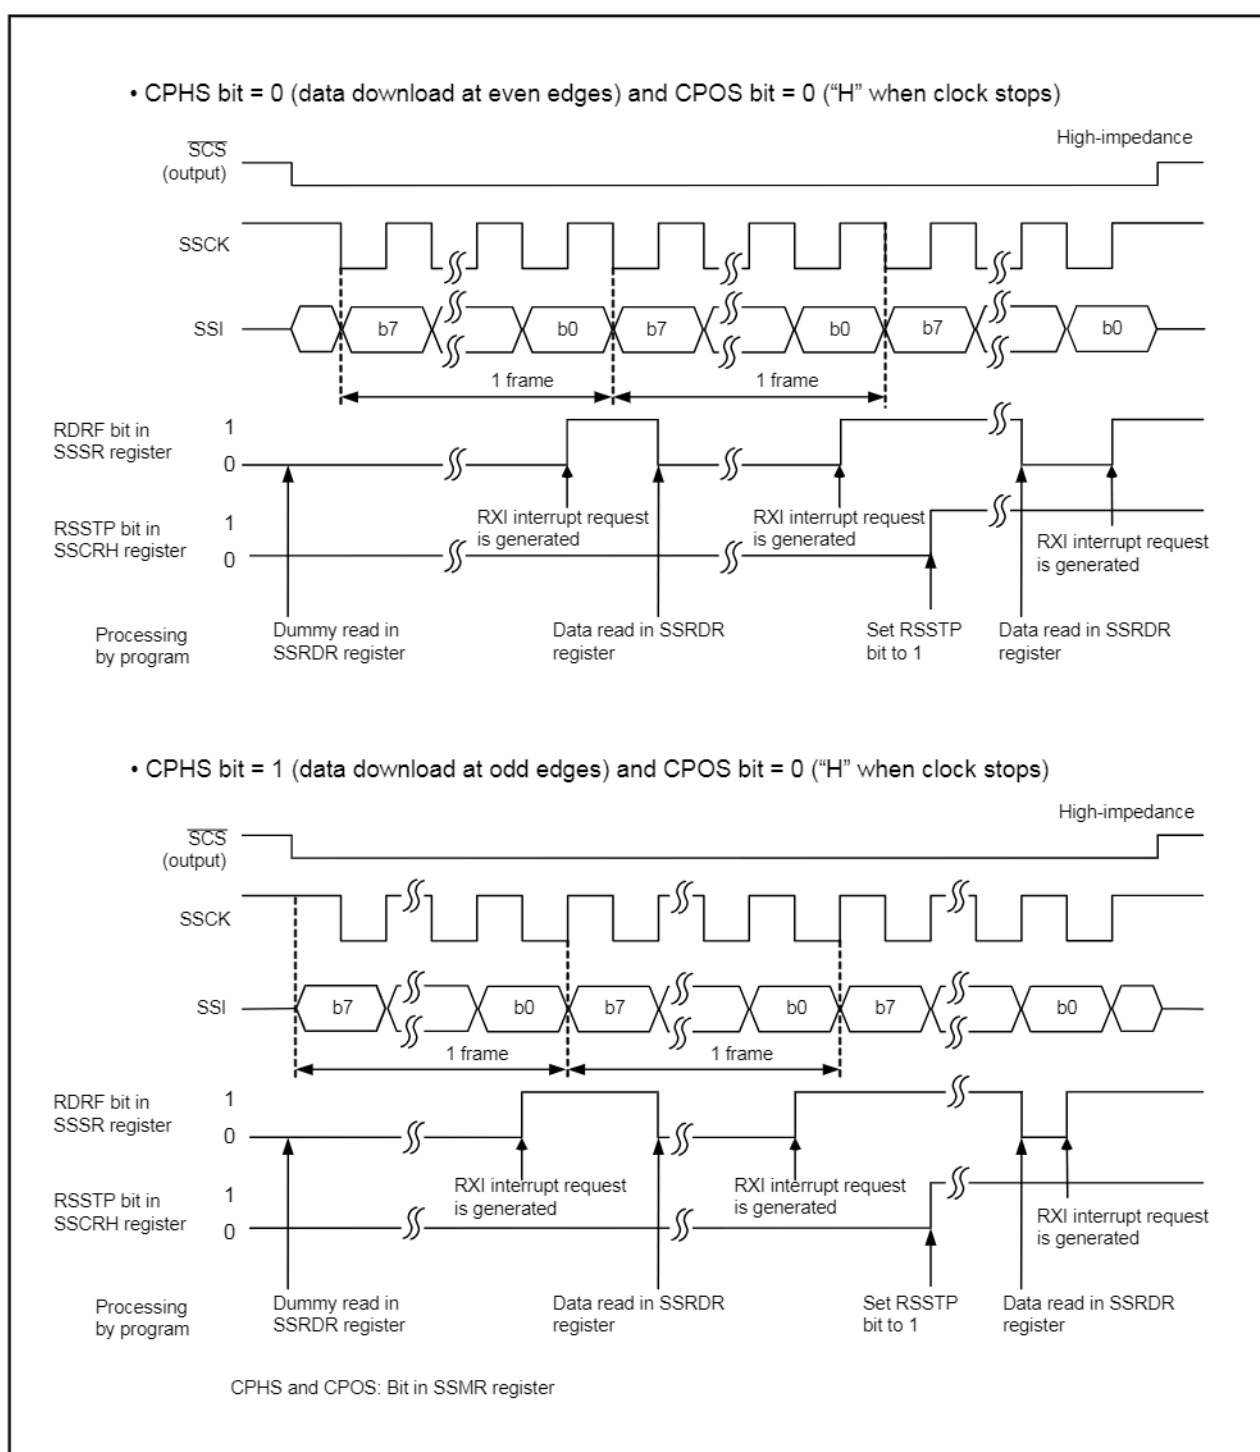 • CPHS bit = 0 (data download at even edges) and CPOS bit = 0 (“H” when clock stops)
High-impedance
SCS
(output)
SSCK
SSI
b7
b0
b7
b0
b7
b0
1 frame
1 frame
RDRF bit in
SSSR register
1
0
RXI interrupt request
is generated
RXI interrupt request
is generated
RXI interrupt request
is generated
RSSTP bit in
SSCRH register
1
0
Processing
by program
Dummy read in
SSRDR register
Data read in SSRDR
register
Set RSSTP
bit to 1
Data read in SSRDR
register
• CPHS bit = 1 (data download at odd edges) and CPOS bit = 0 (“H” when clock stops)
High-impedance
SCS
(output)
SSCK
SSI
b7
b0
b7
b0
b7
b0
1 frame
1 frame
RDRF bit in
SSSR register
1
0
RXI interrupt request
is generated
RXI interrupt request
is generated
RXI interrupt request
is generated
RSSTP bit in
SSCRH register
1
0
Processing
by program
Dummy read in
SSRDR register
Data read in SSRDR
register
Set RSSTP
bit to 1
Data read in SSRDR
register
CPHS and CPOS: Bit in SSMR register